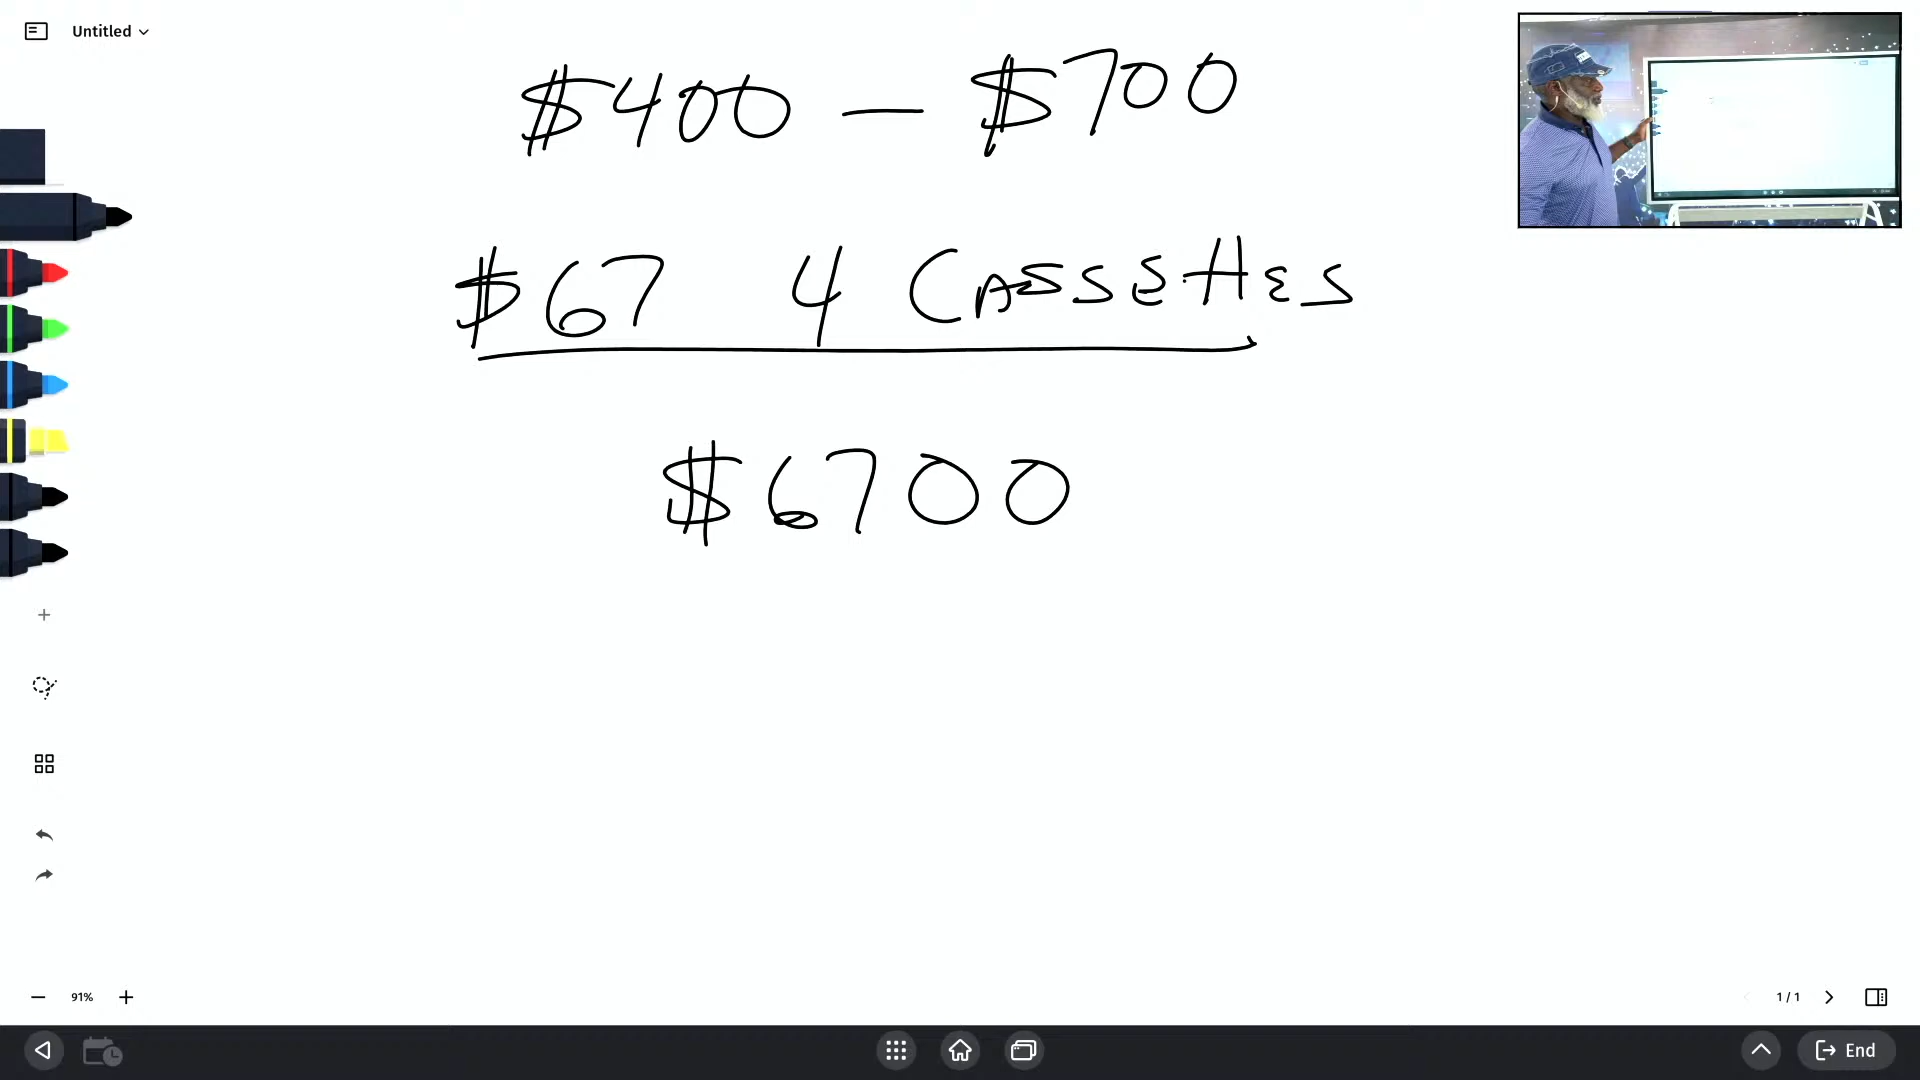 Untitled
$400 — $700
$67 4 CASSEttES
$6700
91%
1 / 1
End